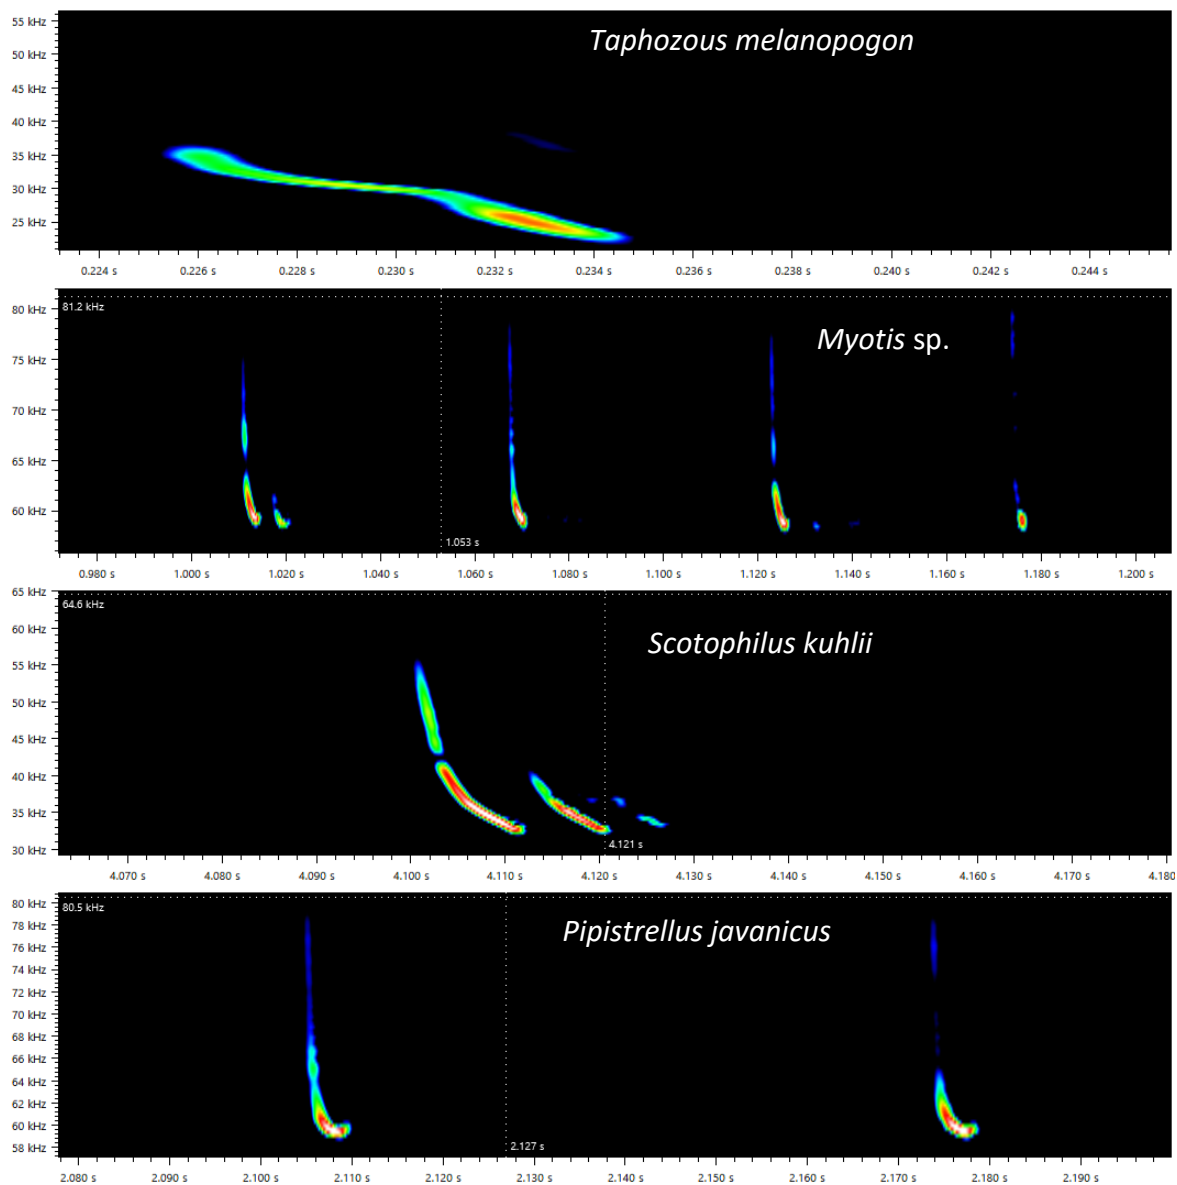 55 kHz
50 kHz
45 kHz
40 kHz
35 kHz
30 kHz
25 kHz
Taphozous melanopogon
0.224 s 0.226 s 0.228 s 0.230 s 0.232 s 0.234 s 0.236 s 0.238 s 0.240 s 0.242 s 0.244 s
80 kHz
75 kHz
70 kHz
65 kHz
60 kHz
81.2 kHz
Myotis sp.
1.053 s
0.980 s 1.000 s 1.020 s 1.040 s 1.060 s 1.080 s 1.100 s 1.120 s 1.140 s 1.160 s 1.180 s 1.200 s
65 kHz
60 kHz
55 kHz
50 kHz
45 kHz
40 kHz
35 kHz
30 kHz
64.6 kHz
Scotophilus kuhlii
4.121 s
4.070 s 4.080 s 4.090 s 4.100 s 4.110 s 4.120 s 4.130 s 4.140 s 4.150 s 4.160 s 4.170 s 4.180
80 kHz
78 kHz
76 kHz
74 kHz
72 kHz
70 kHz
68 kHz
66 kHz
64 kHz
62 kHz
60 kHz
58 kHz
80.5 kHz
Pipistrellus javanicus
2.127 s
2.080 s 2.090 s 2.100 s 2.110 s 2.120 s 2.130 s 2.140 s 2.150 s 2.160 s 2.170 s 2.180 s 2.190 s